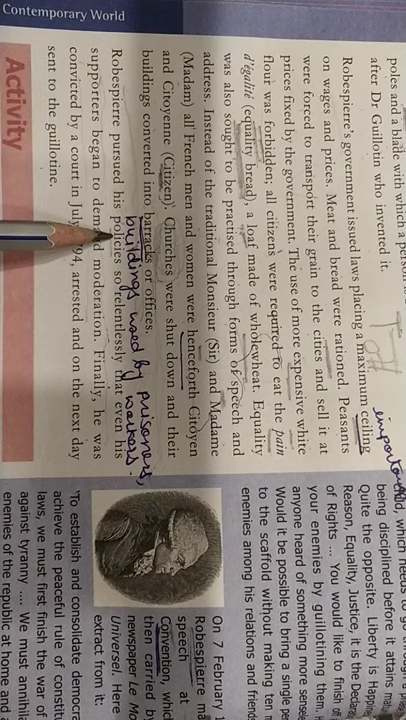 Contemporary World
poles and a blade with which a person is
after Dr Guillotin who invented it.
Robespierre's government issued laws placing a maximum ceiling
on wages and prices. Meat and bread were rationed. Peasants
were forced to transport their grain to the cities and sell it at
prices fixed by the government. The use of more expensive white
flour was forbidden; all citizens were required to eat the pain
d'égalité (equality bread), a loaf made of wholewheat. Equality
was also sought to be practised through forms of speech and
address. Instead of the traditional Monsieur (Sir) and Madame
(Madam) all French men and women were henceforth Citoyen
and Citoyenne (Citizen). Churches were shut down and their
buildings converted into barracks or offices.
buildings used by prisoners,
workers.
Robespierre pursued his policies so relentlessly that even his
supporters began to demand moderation. Finally, he was
convicted by a court in July 94, arrested and on the next day
sent to the guillotine.
Activity
which needs to go through a
being disciplined before it attains
Quite the opposite. Liberty is Happine
Reason, Equality, Justice, it is the Declara
of Rights ... You would like to finish of
your enemies by guillotining them.
anyone heard of something more sense
Would it be possible to bring a single p
to the scaffold without making ten m
enemies among his relations and friend
On 7 February 1
Robespierre ma
speech at
Convention, whic
then carried b
newspaper Le Mo
Universel. Here
extract from it:
'To establish and consolidate democra
achieve the peaceful rule of constitu
laws, we must first finish the war of
against tyranny .... We must annihila
enemies of the republic at home and a